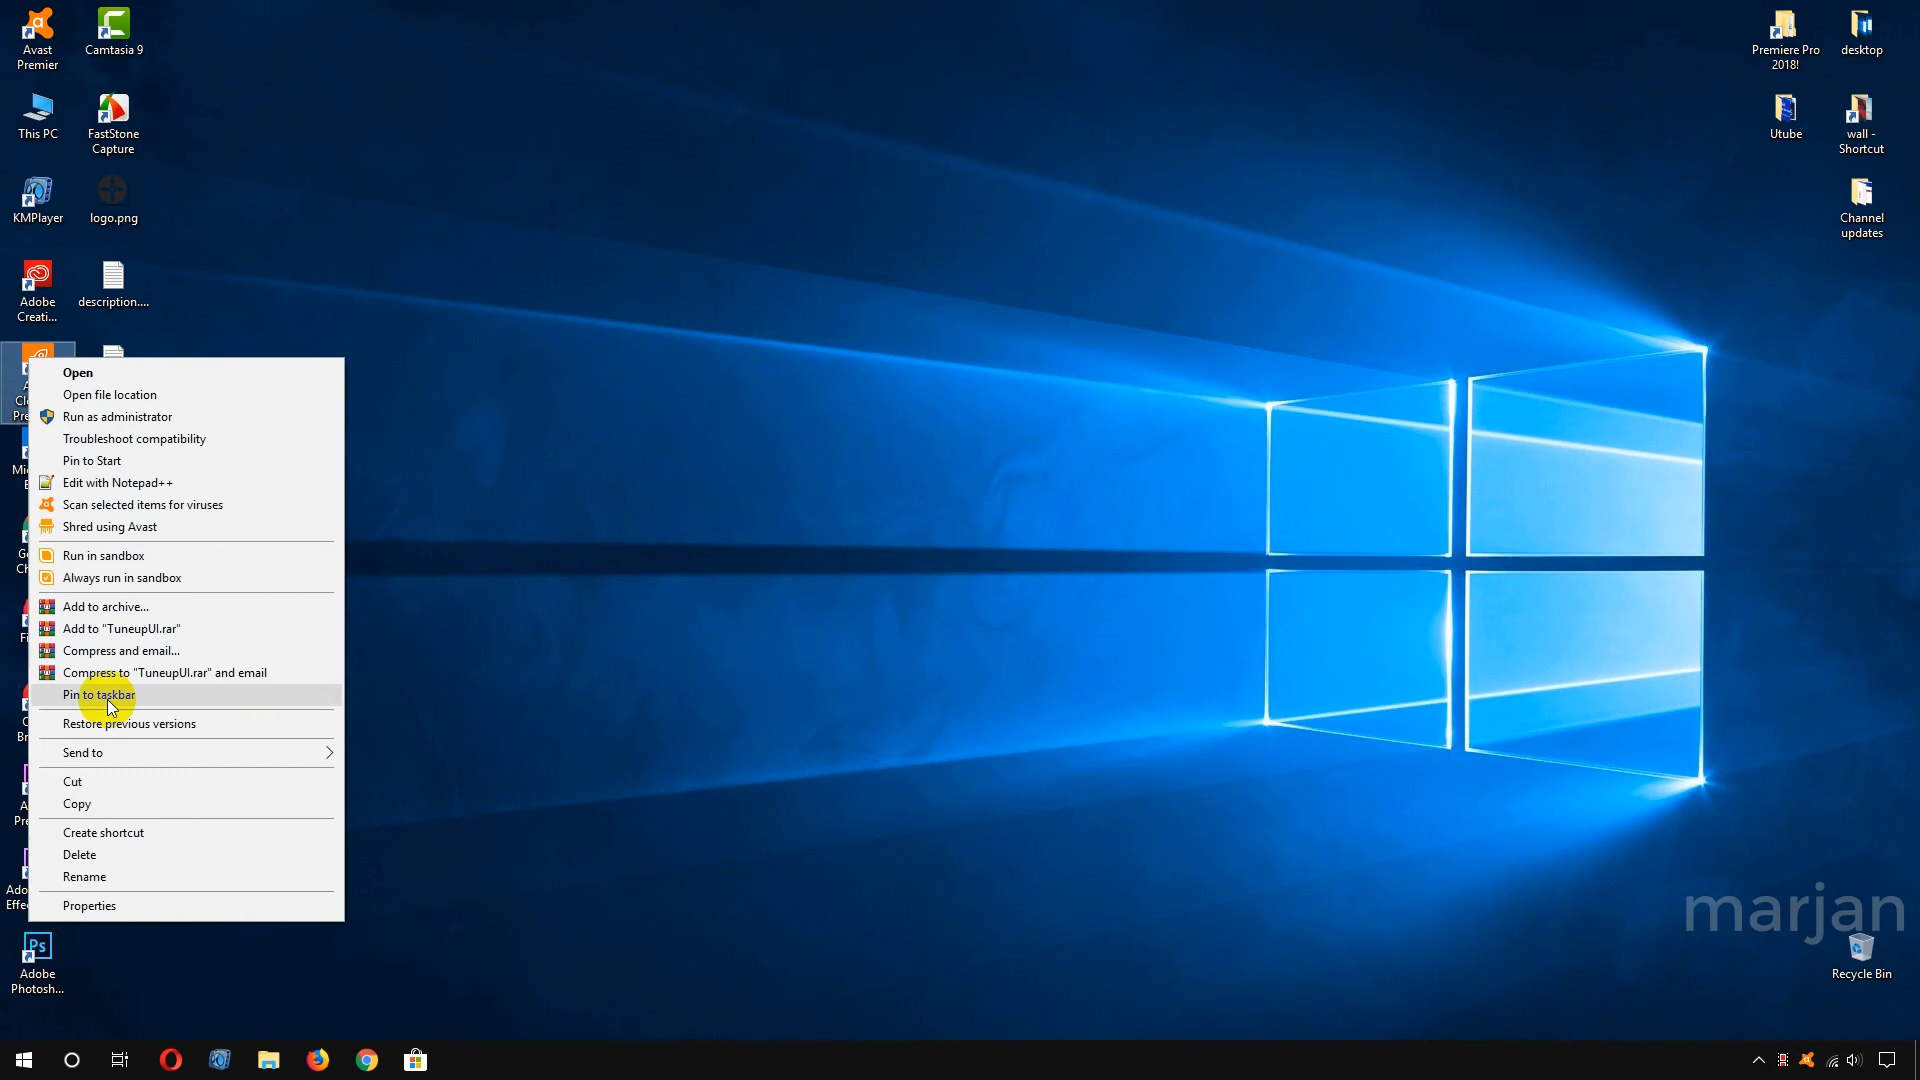 Avast
Premier
Camtasia 9
This PC
FastStone
Capture
KMPlayer
logo.png
Adobe
Creati...
description....
Open
Open file location
Run as administrator
Troubleshoot compatibility
Pin to Start
Edit with Notepad++
Scan selected items for viruses
Shred using Avast
Run in sandbox
Always run in sandbox
Add to archive...
Add to "TuneupUI.rar"
Compress and email...
Compress to "TuneupUI.rar" and email
Pin to taskbar
Restore previous versions
Send to
Cut
Copy
Create shortcut
Delete
Rename
Properties
Ps
Adobe
Photosh...
Premiere Pro
2018!
desktop
Utube
wall -
Shortcut
Channel
updates
marjan
Recycle Bin